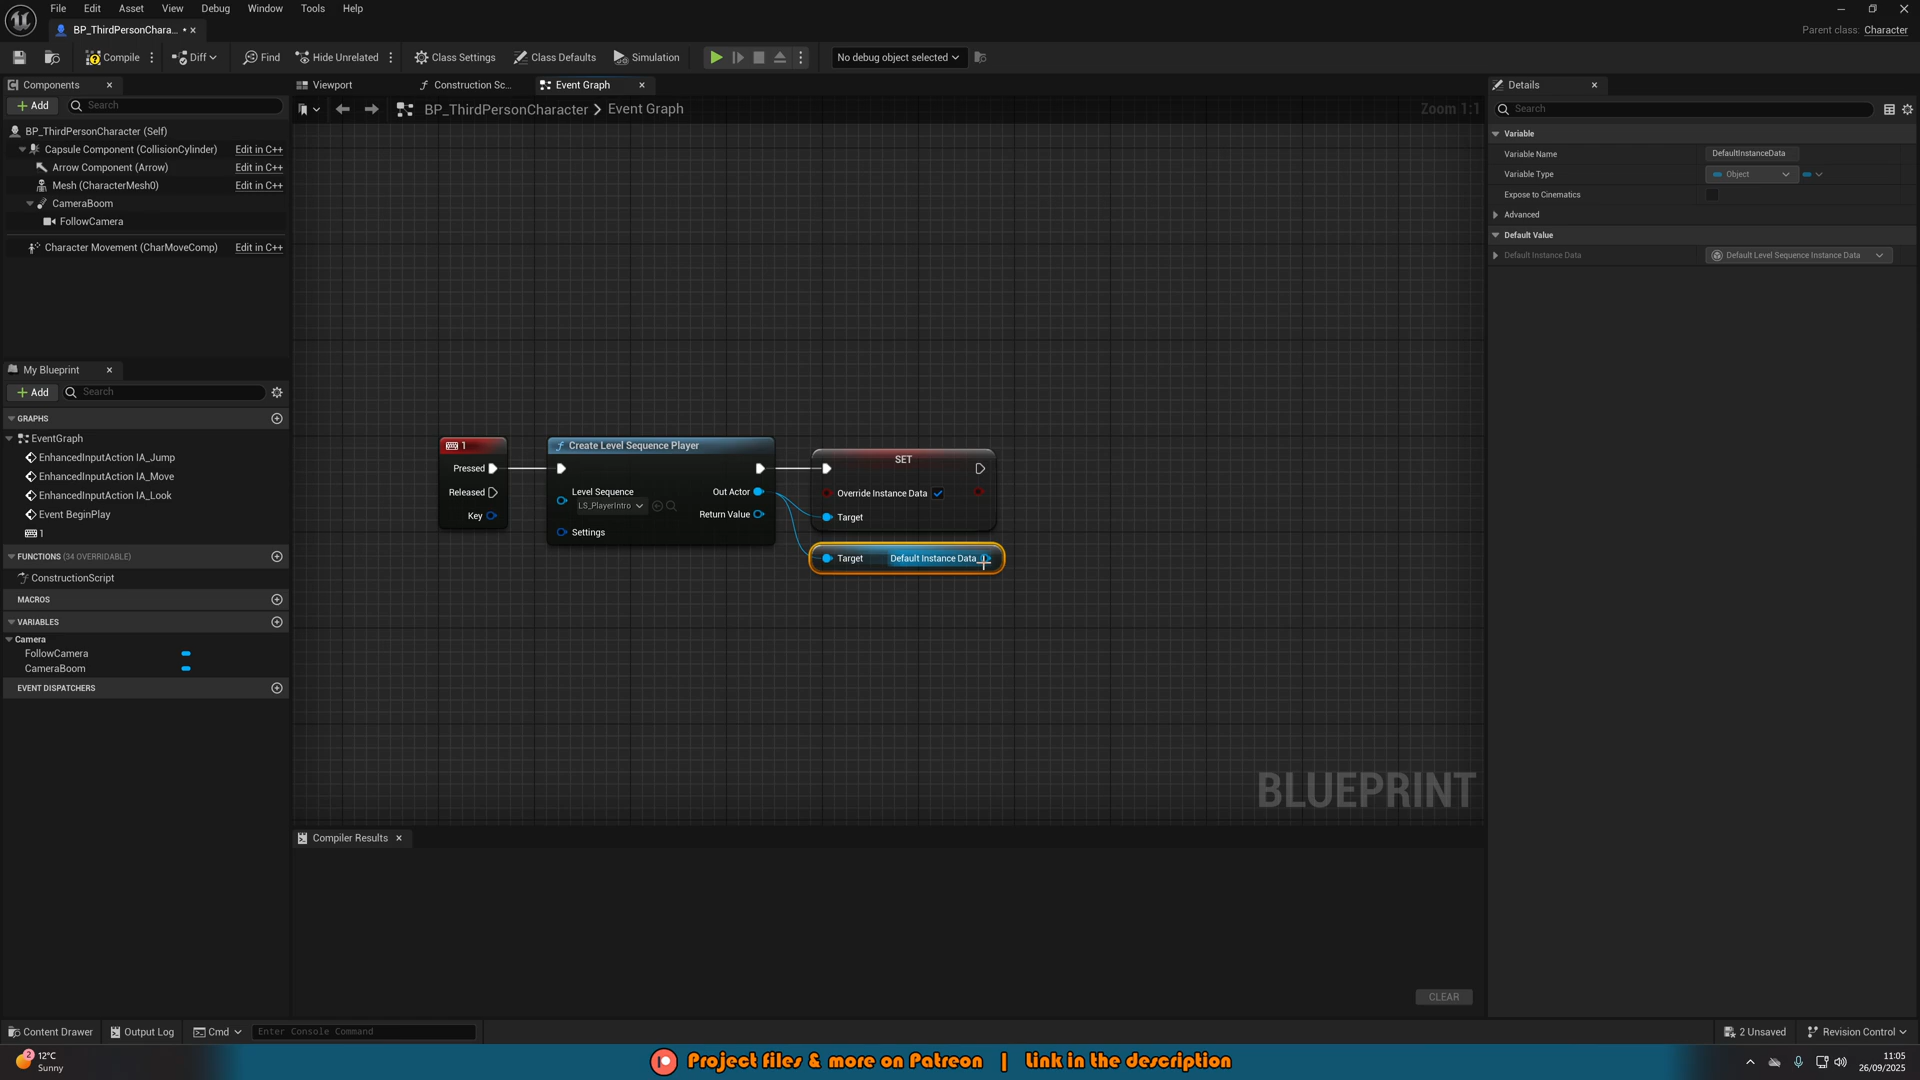 File Edit Asset View Debug Window Tools Help
BP_ThirdPersonChara...
Parent class: Character
Compile Diff Find Hide Unrelated Class Settings Class Defaults Simulation No debug object selected
Components Viewport Construction Sc... Event Graph Details
Add Search BP_ThirdPersonCharacter > Event Graph Zoom 1:1 Search
BP_ThirdPersonCharacter (Self)
Capsule Component (CollisionCylinder) Edit in C++
Arrow Component (Arrow) Edit in C++
Mesh (CharacterMesh0) Edit in C++
CameraBoom
FollowCamera
Character Movement (CharMoveComp) Edit in C++
Variable
Variable Name DefaultInstanceData
Variable Type Object
Expose to Cinematics
Advanced
Default Value
Default Instance Data Default Level Sequence Instance Data
My Blueprint
Add Search
GRAPHS
EventGraph
EnhancedInputAction IA_Jump
EnhancedInputAction IA_Move
EnhancedInputAction IA_Look
Event BeginPlay
1
FUNCTIONS (34 OVERRIDABLE)
ConstructionScript
MACROS
VARIABLES
Camera
FollowCamera
CameraBoom
EVENT DISPATCHERS
1
Pressed
Released
Key
Create Level Sequence Player
Level Sequence
LS_PlayerIntro
Out Actor
Return Value
Settings
SET
Override Instance Data
Target
Target Default Instance Data
BLUEPRINT
Compiler Results
CLEAR
Content Drawer Output Log Cmd Enter Console Command 2 Unsaved Revision Control
2
12°C
Sunny
Project files & more on Patreon | Link in the description
11:05
26/09/2025